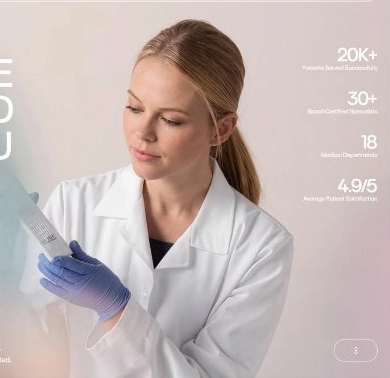 E
O
U
20K+
Patients Served Successfully
30+
Board-Certified Specialists
18
Medical Departments
4.9/5
Average Patient Satisfaction